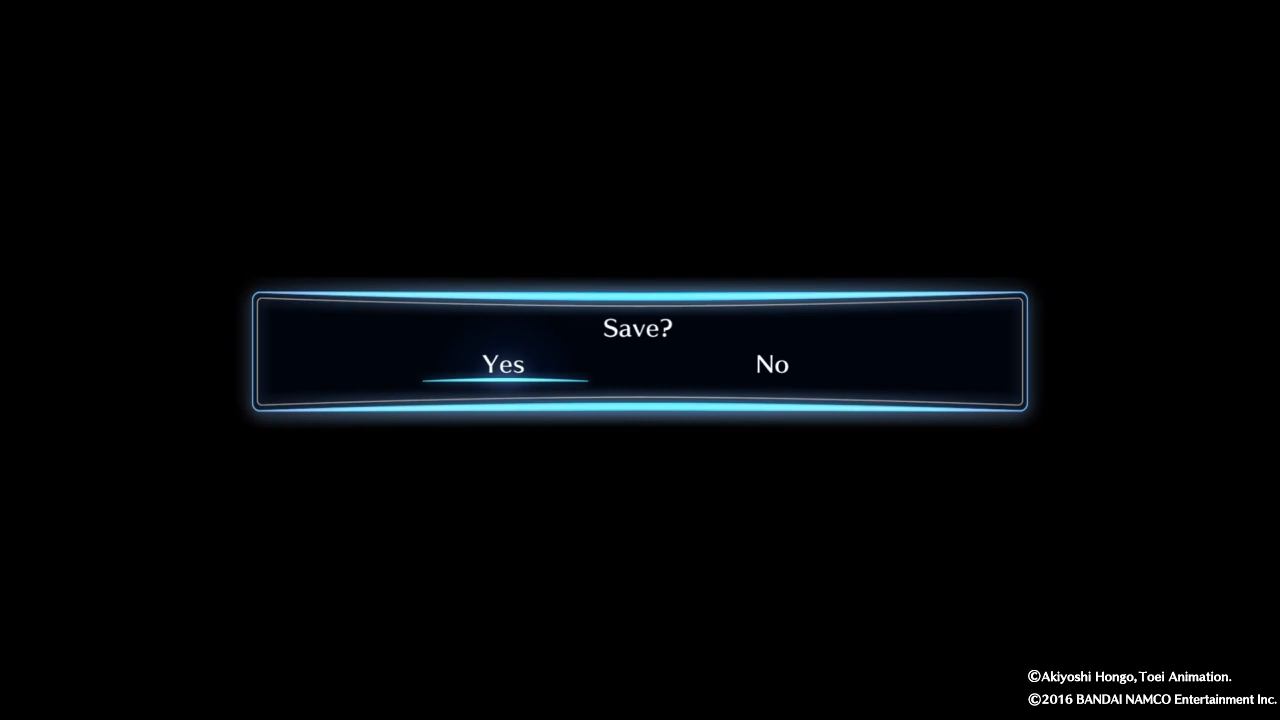 Save?
Yes No
©Akiyoshi Hongo, Toei Animation.
©2016 BANDAI NAMCO Entertainment Inc.